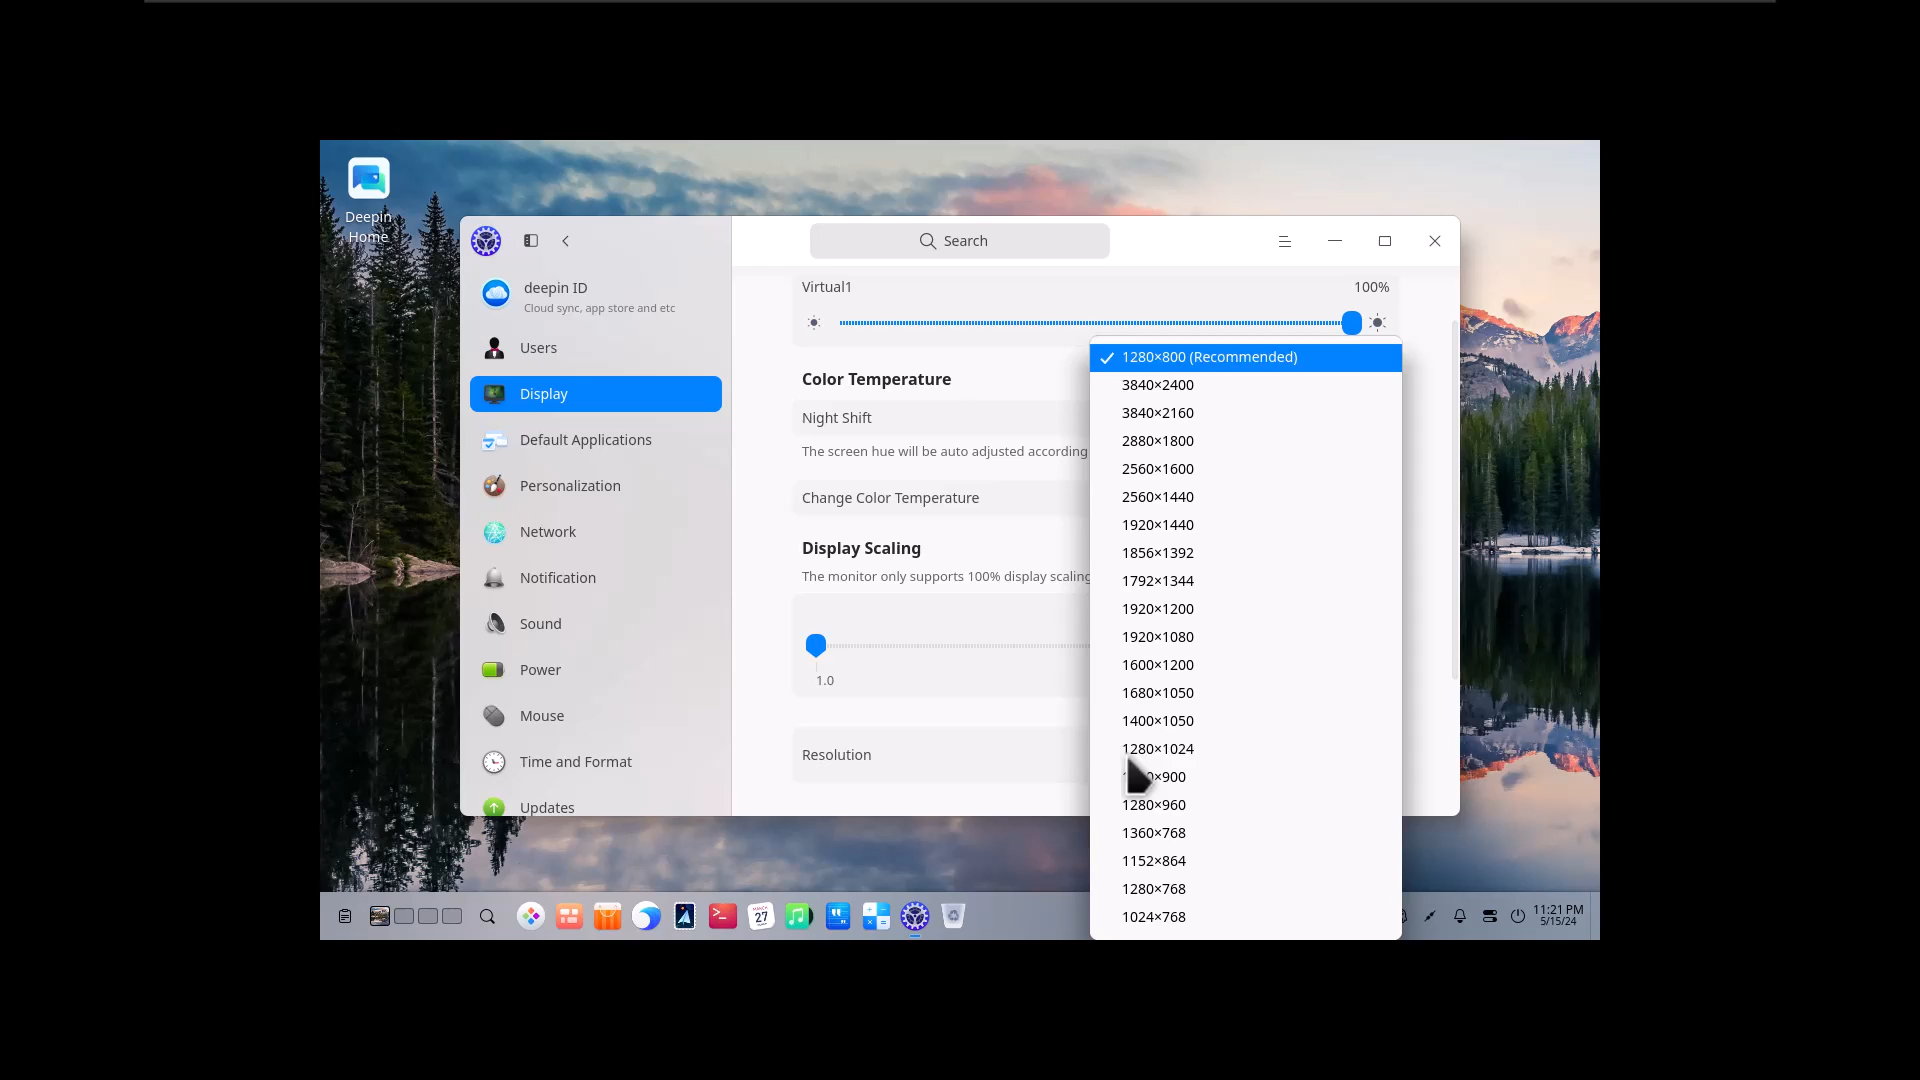 Deepin
Home
Search
deepin ID
Cloud sync, app store and etc
Users
Display
Default Applications
Personalization
Network
Notification
Sound
Power
Mouse
Time and Format
Updates
Virtual1
100%
Color Temperature
Night Shift
The screen hue will be auto adjusted according
Change Color Temperature
Display Scaling
The monitor only supports 100% display scaling
1.0
Resolution
1280×800 (Recommended)
3840×2400
3840×2160
2880×1800
2560×1600
2560×1440
1920×1440
1856×1392
1792×1344
1920×1200
1920×1080
1600×1200
1680×1050
1400×1050
1280×1024
×900
1280×960
1360×768
1152×864
1280×768
1024×768
MARCH
27
11:21 PM
5/15/24